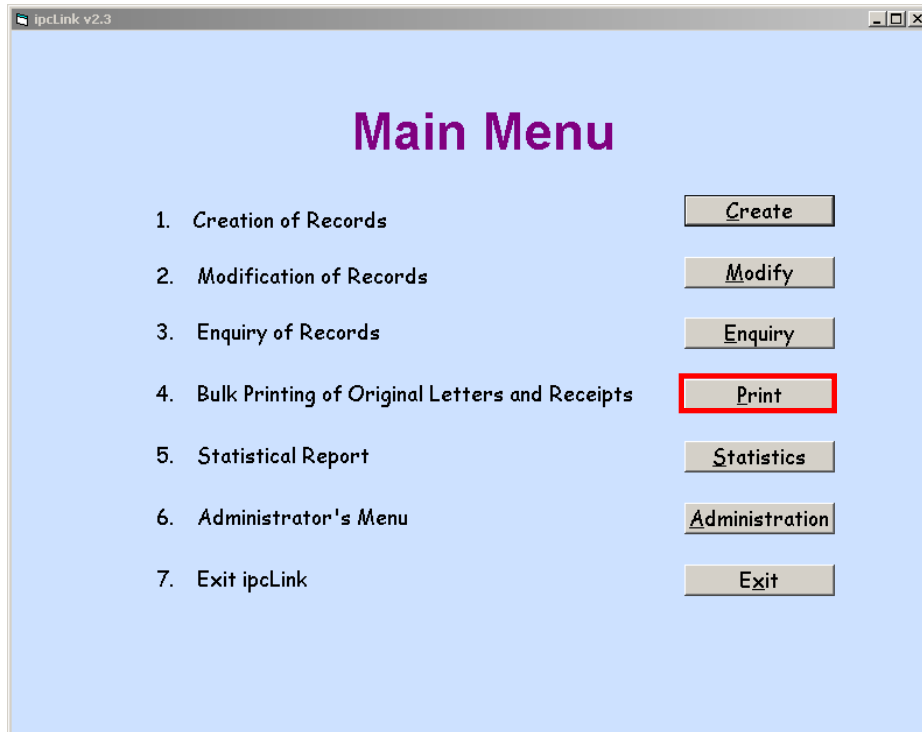 ipcLink v2.3
Main Menu
1. Creation of Records Create
2. Modification of Records Modify
3. Enquiry of Records Enquiry
4. Bulk Printing of Original Letters and Receipts Print
5. Statistical Report Statistics
6. Administrator's Menu Administration
7. Exit ipcLink Exit